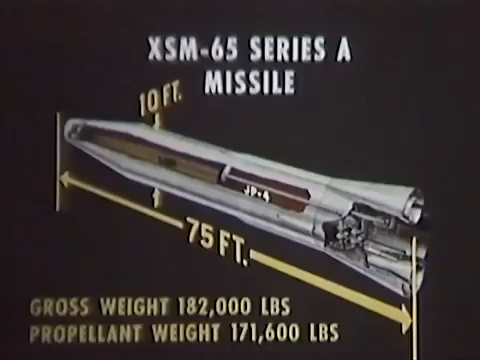 XSM-65 SERIES A
MISSILE
10 FT.
JP-4
75 FT.
GROSS WEIGHT 182,000 LBS
PROPELLANT WEIGHT 171,600 LBS